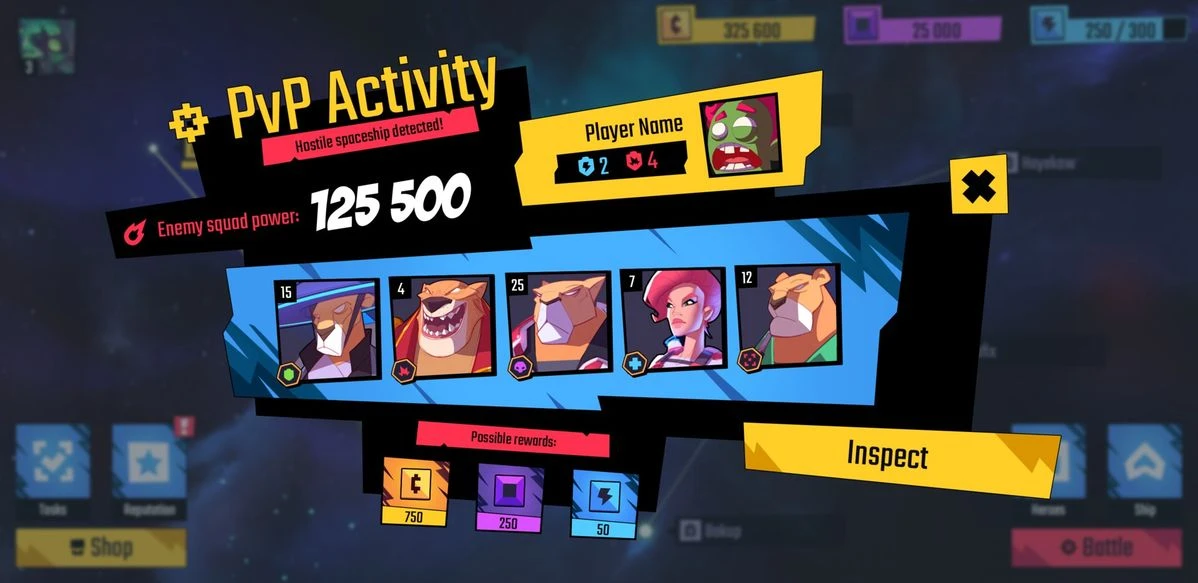 3
325 600
25 000
250 / 300
PvP Activity
Hostile spaceship detected!
Player Name
2
4
Enemy squad power:
125 500
15
4
25
7
12
Possible rewards:
750
250
50
Inspect
Tasks
Reputation
Heroes
Ship
Shop
Battle